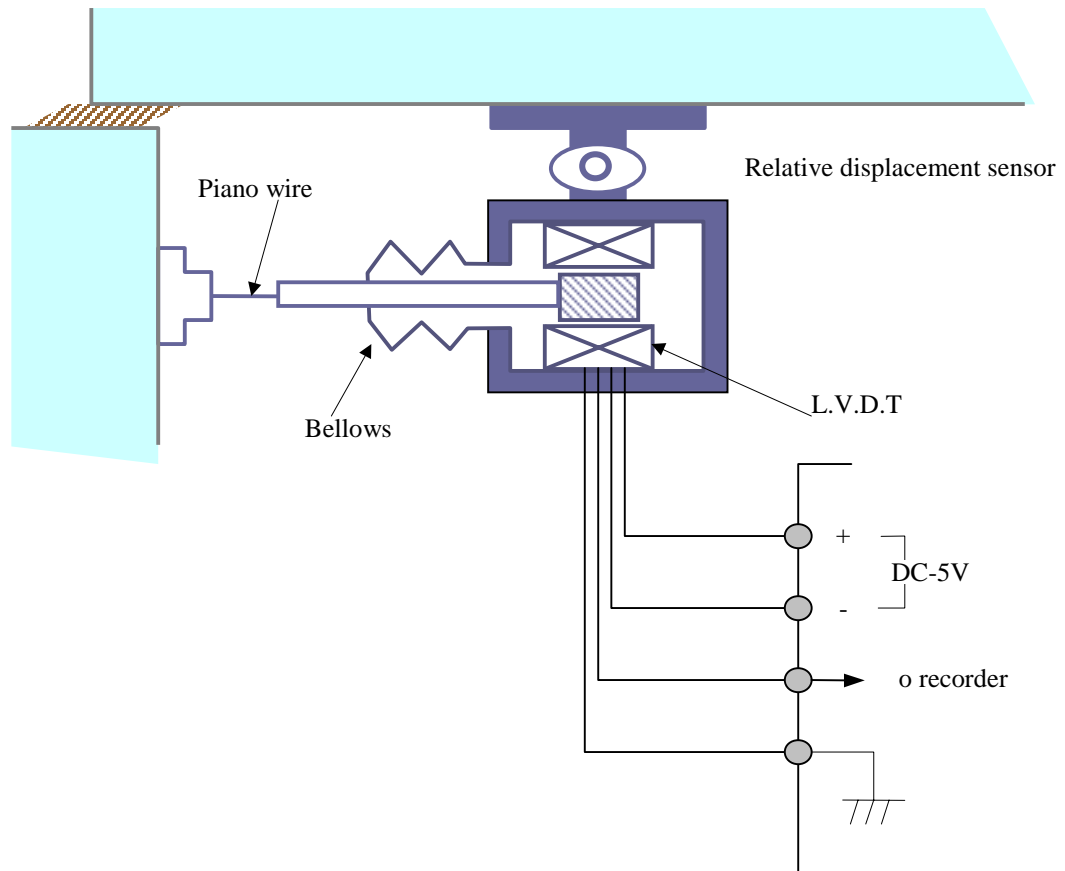 Relative displacement sensor
Piano wire
L.V.D.T
Bellows
+
DC-5V
-
o recorder